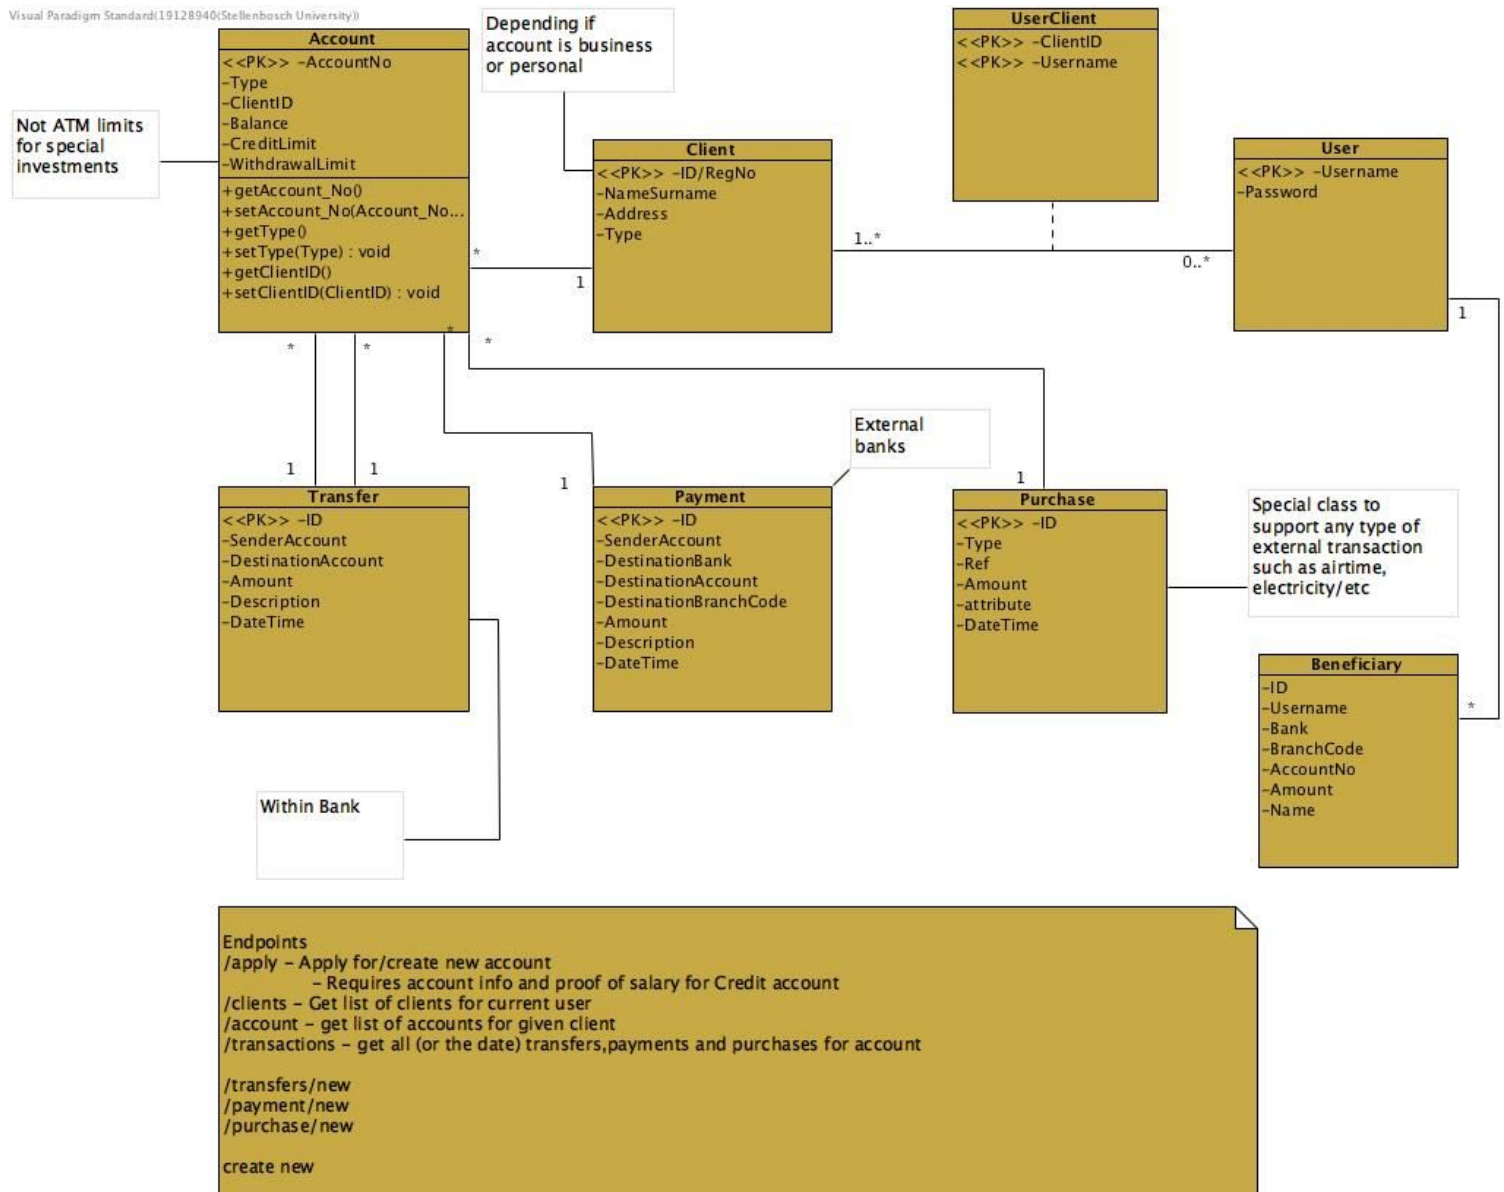 Visual Paradigm Standard(19128940(Stellenbosch University))
Account
<<PK>> -AccountNo
-Type
-ClientID
-Balance
-CreditLimit
-WithdrawalLimit
+getAccount_No()
+setAccount_No(Account_No...
+getType()
+setType(Type) : void
+getClientID()
+setClientID(ClientID) : void
Not ATM limits
for special
investments
Depending if
account is business
or personal
Client
<<PK>> -ID/RegNo
-NameSurname
-Address
-Type
UserClient
<<PK>> -ClientID
<<PK>> -Username
User
<<PK>> -Username
-Password
*
1
1..*
0..*
1
*
*
*
*
1
1
1
1
External
banks
Transfer
<<PK>> -ID
-SenderAccount
-DestinationAccount
-Amount
-Description
-DateTime
Payment
<<PK>> -ID
-SenderAccount
-DestinationBank
-DestinationAccount
-DestinationBranchCode
-Amount
-Description
-DateTime
Purchase
<<PK>> -ID
-Type
-Ref
-Amount
-attribute
-DateTime
Special class to
support any type of
external transaction
such as airtime,
electricity/etc
Beneficiary
-ID
-Username
-Bank
-BranchCode
-AccountNo
-Amount
-Name
*
Within Bank
Endpoints
/apply – Apply for/create new account
– Requires account info and proof of salary for Credit account
/clients – Get list of clients for current user
/account – get list of accounts for given client
/transactions – get all (or the date) transfers,payments and purchases for account
/transfers/new
/payment/new
/purchase/new
create new